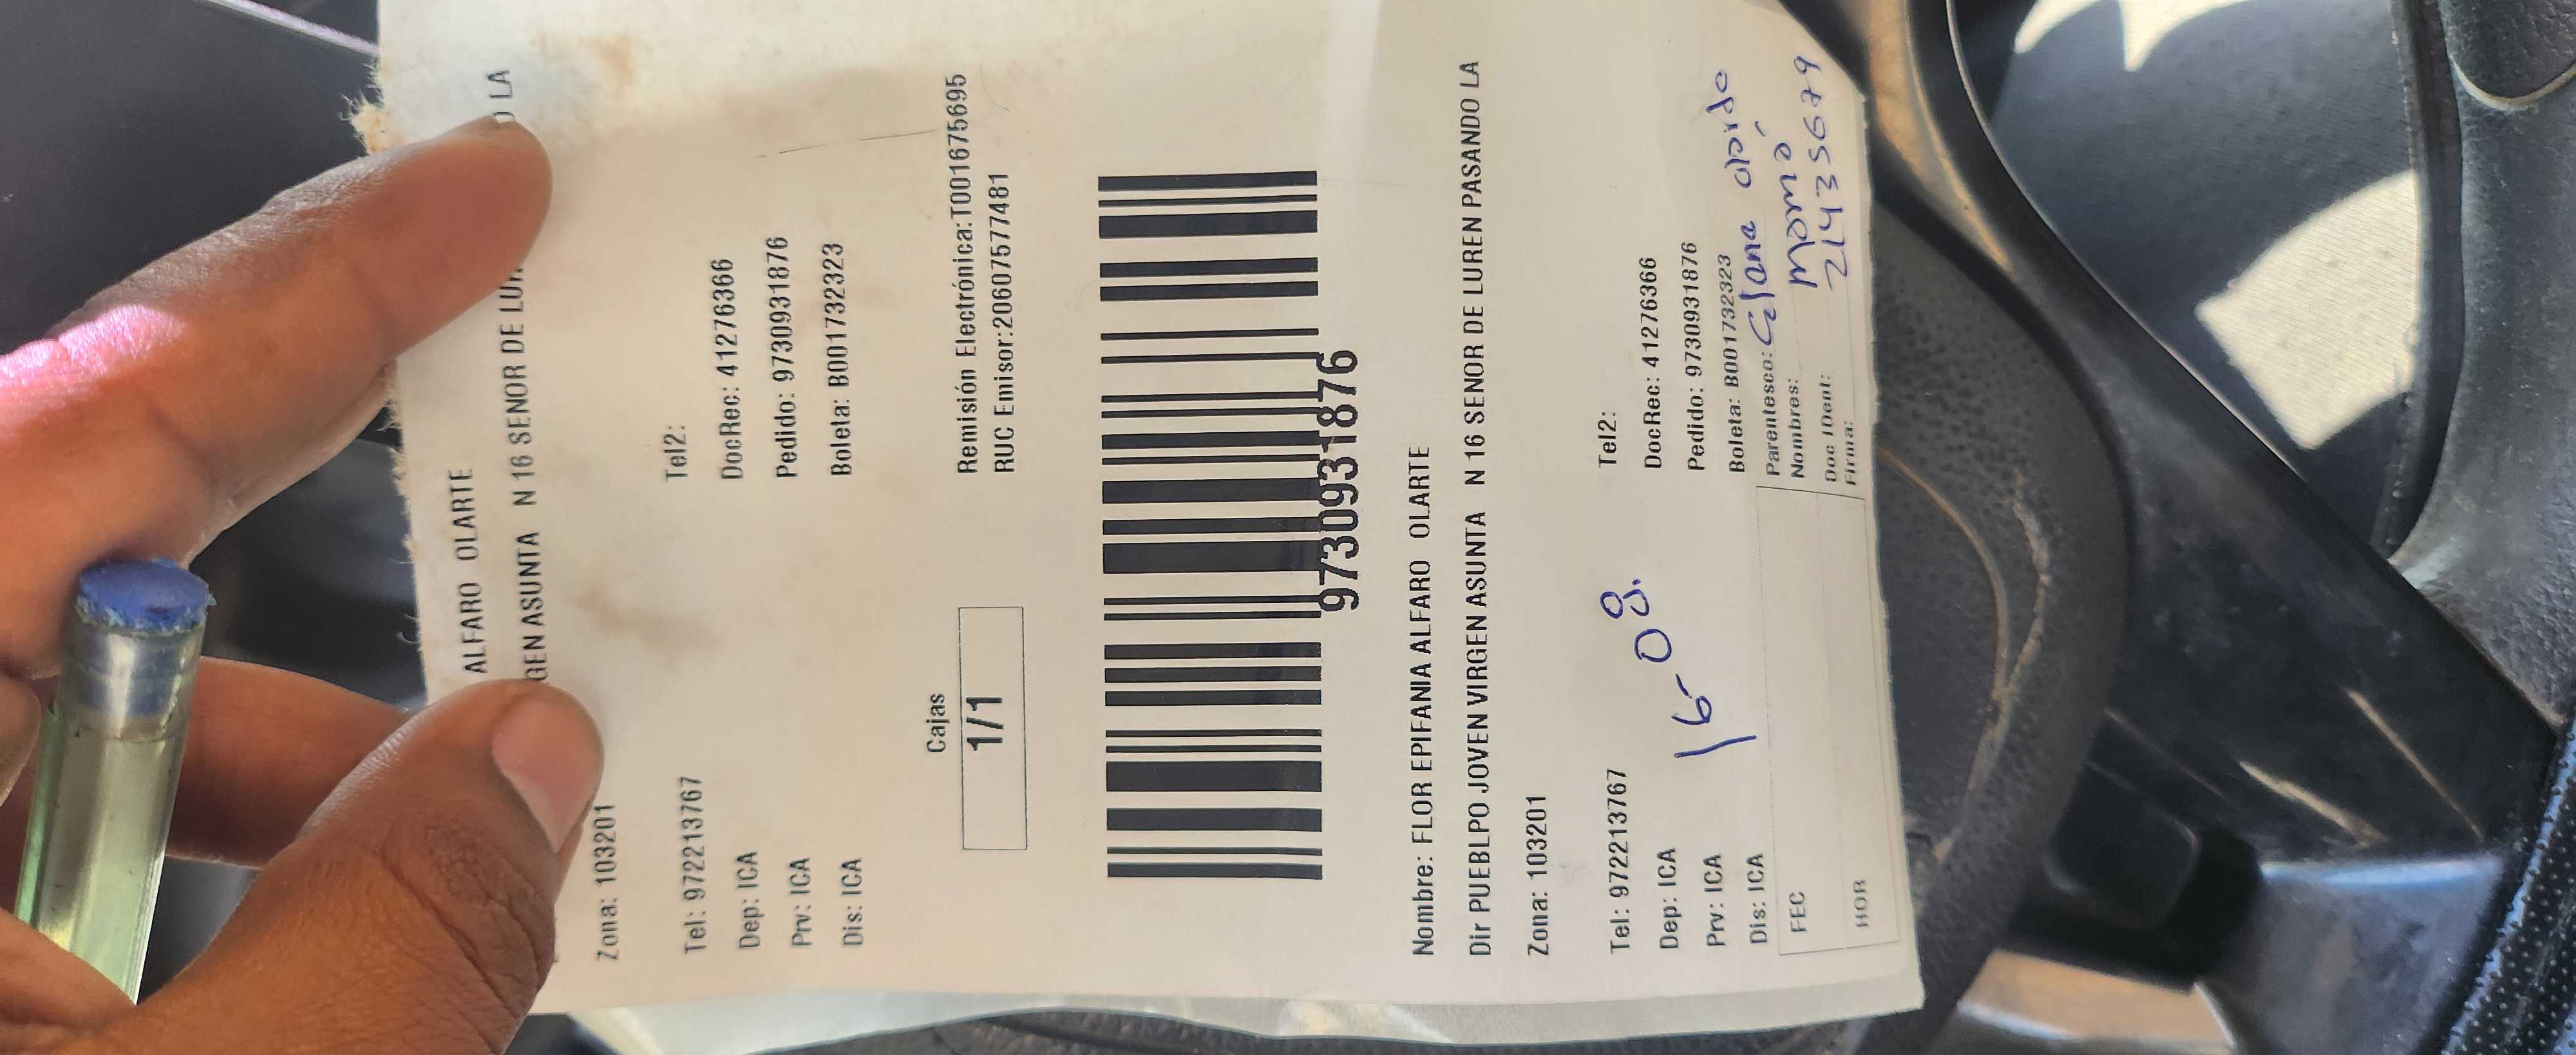 ALFARO OLARTE
GEN ASUNTA N 16 SENOR DE LUR
O LA
Zona: 103201
Tel: 972213767
Tel2:
Dep: ICA
DocRec: 41276366
Prv: ICA
Pedido: 9730931876
Dis: ICA
Boleta: B001732323
Cajas
1/1
Remisión Electrónica:T001675695
RUC Emisor:20607577481
9730931876
Nombre: FLOR EPIFANIA ALFARO OLARTE
Dir PUEBLPO JOVEN VIRGEN ASUNTA N 16 SENOR DE LUREN PASANDO LA
Zona: 103201
Tel: 972213767
Tel2:
Dep: ICA
DocRec: 41276366
Prv: ICA
Pedido: 9730931876
Dis: ICA
Boleta: B001732323
16-08.
FEC
HOR
Parentesco:
Nombres: mamá
Doc IDent: 21435679
Firma: